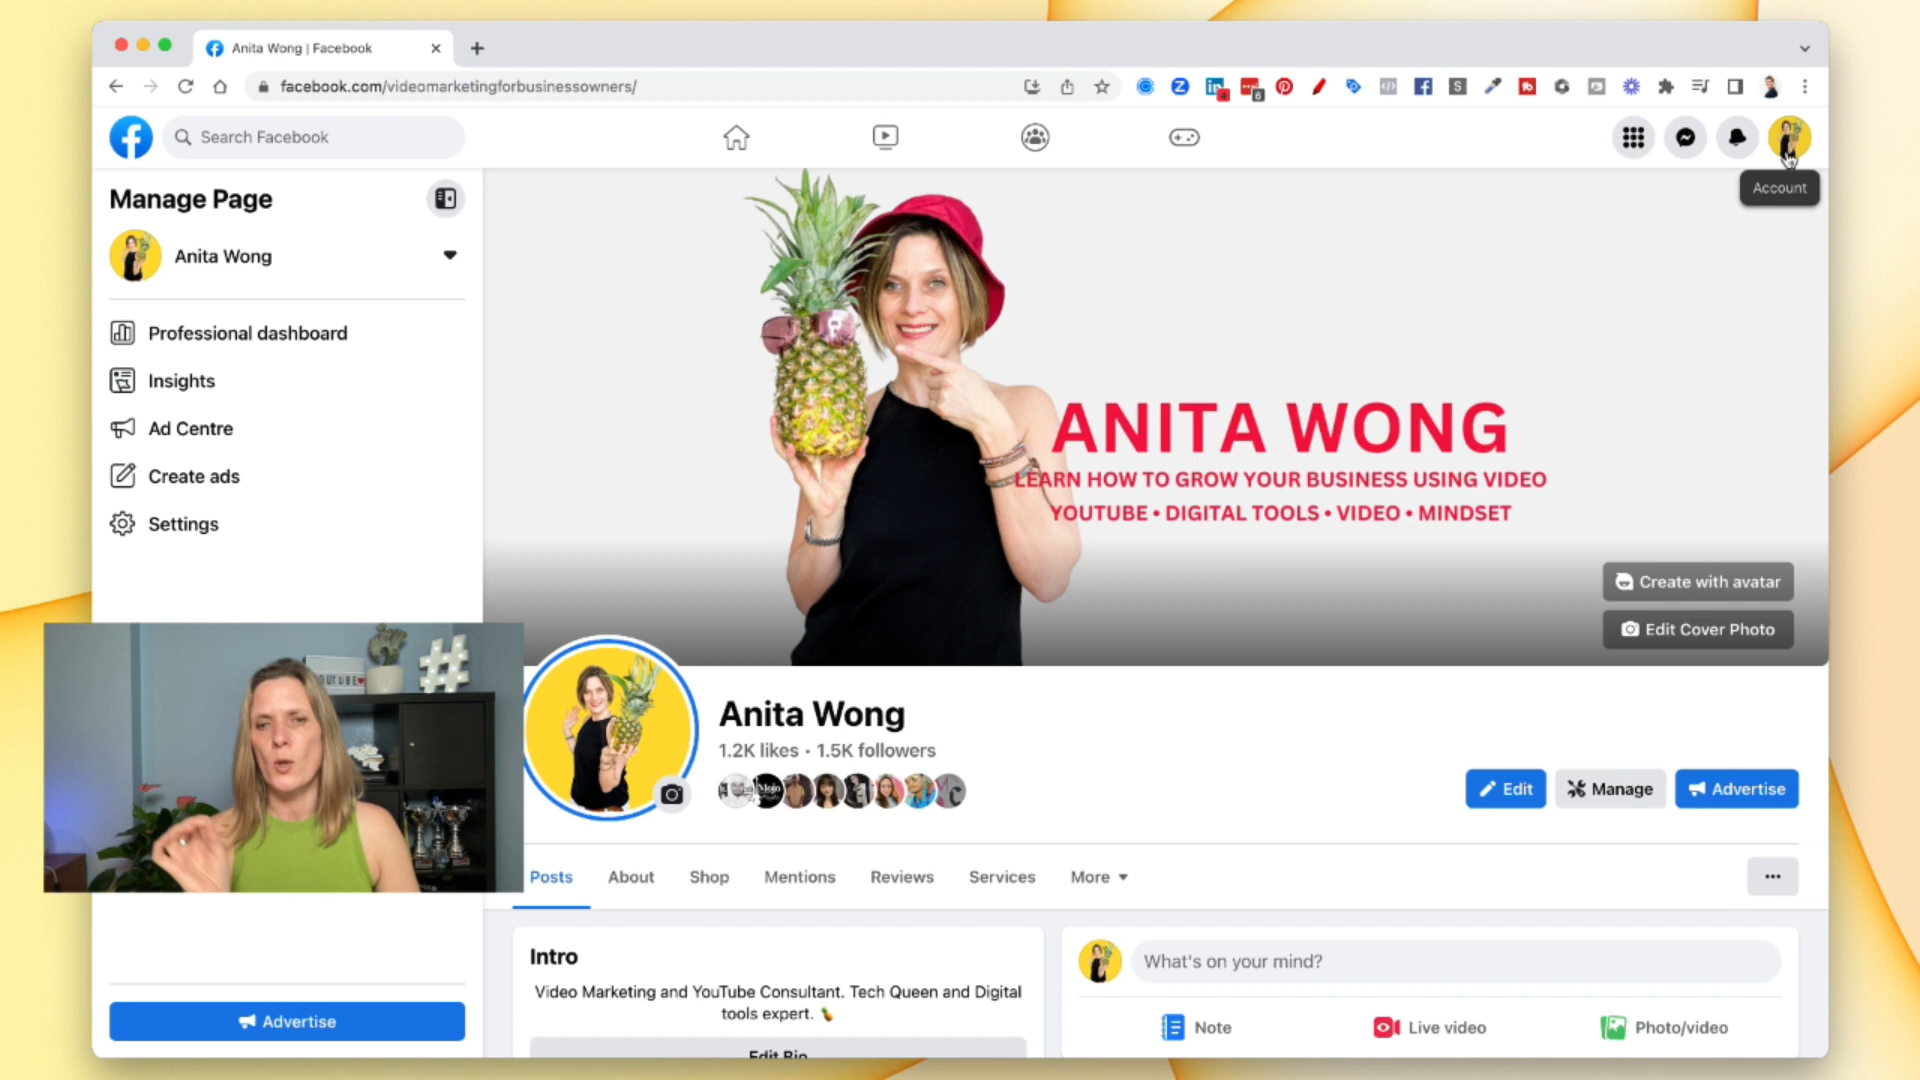 Anita Wong | Facebook
facebook.com/videomarketingforbusinessowners/
4
6
Search Facebook
Account
Manage Page
Anita Wong
Professional dashboard
Insights
Ad Centre
Create ads
Settings
Advertise
ANITA WONG
LEARN HOW TO GROW YOUR BUSINESS USING VIDEO
YOUTUBE • DIGITAL TOOLS • VIDEO • MINDSET
Create with avatar
Edit Cover Photo
#
Anita Wong
1.2K likes • 1.5K followers
Mojo
Edit
Manage
Advertise
Posts
About
Shop
Mentions
Reviews
Services
More
Intro
Video Marketing and YouTube Consultant. Tech Queen and Digital
tools expert. 🍍
Edit Bio
What's on your mind?
Note
Live video
Photo/video